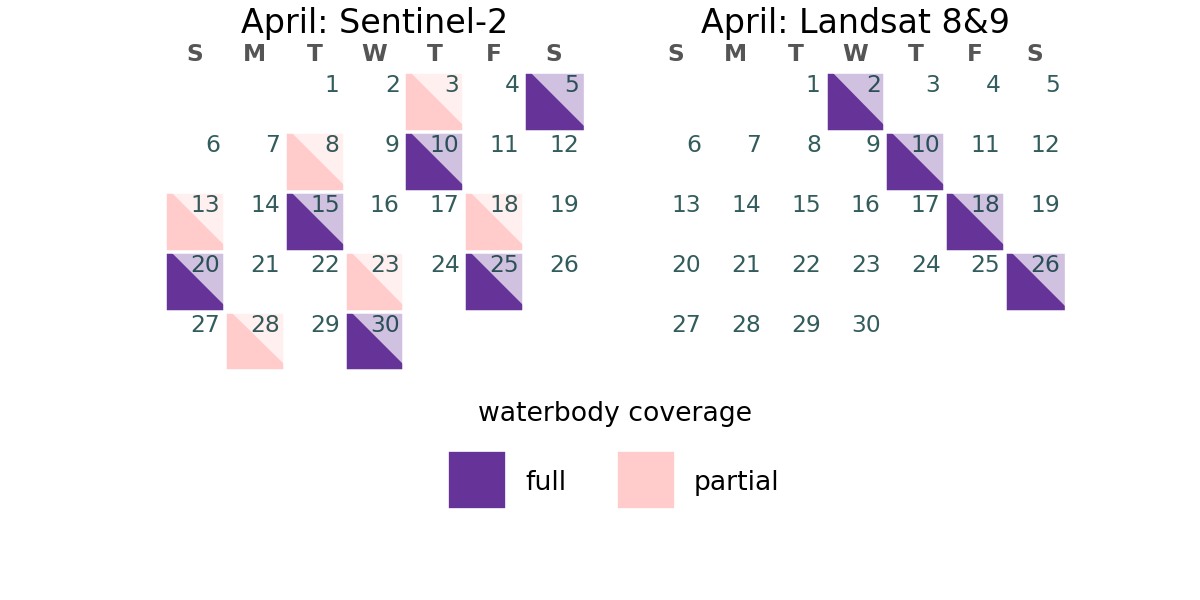 April: Sentinel-2
S M T W T F S
1 2 3 4 5
6 7 8 9 10 11 12
13 14 15 16 17 18 19
20 21 22 23 24 25 26
27 28 29 30
April: Landsat 8&9
S M T W T F S
1 2 3 4 5
6 7 8 9 10 11 12
13 14 15 16 17 18 19
20 21 22 23 24 25 26
27 28 29 30
waterbody coverage
full partial